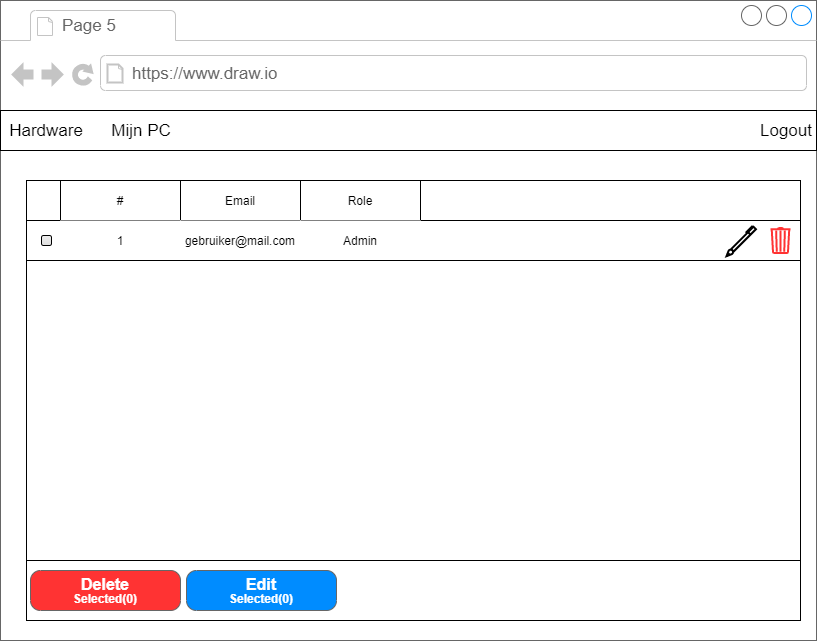 Page 5
https://www.draw.io
Hardware Mijn PC Logout
# Email Role
1 gebruiker@mail.com Admin
Delete Edit
Selected(0) Selected(0)